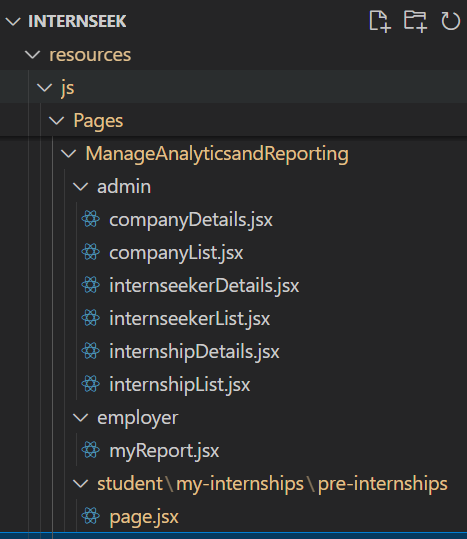 INTERNSEEK
resources
js
Pages
ManageAnalyticsandReporting
admin
companyDetails.jsx
companyList.jsx
internseekerDetails.jsx
internseekerList.jsx
internshipDetails.jsx
internshipList.jsx
employer
myReport.jsx
student\my-internships\pre-internships
page.jsx